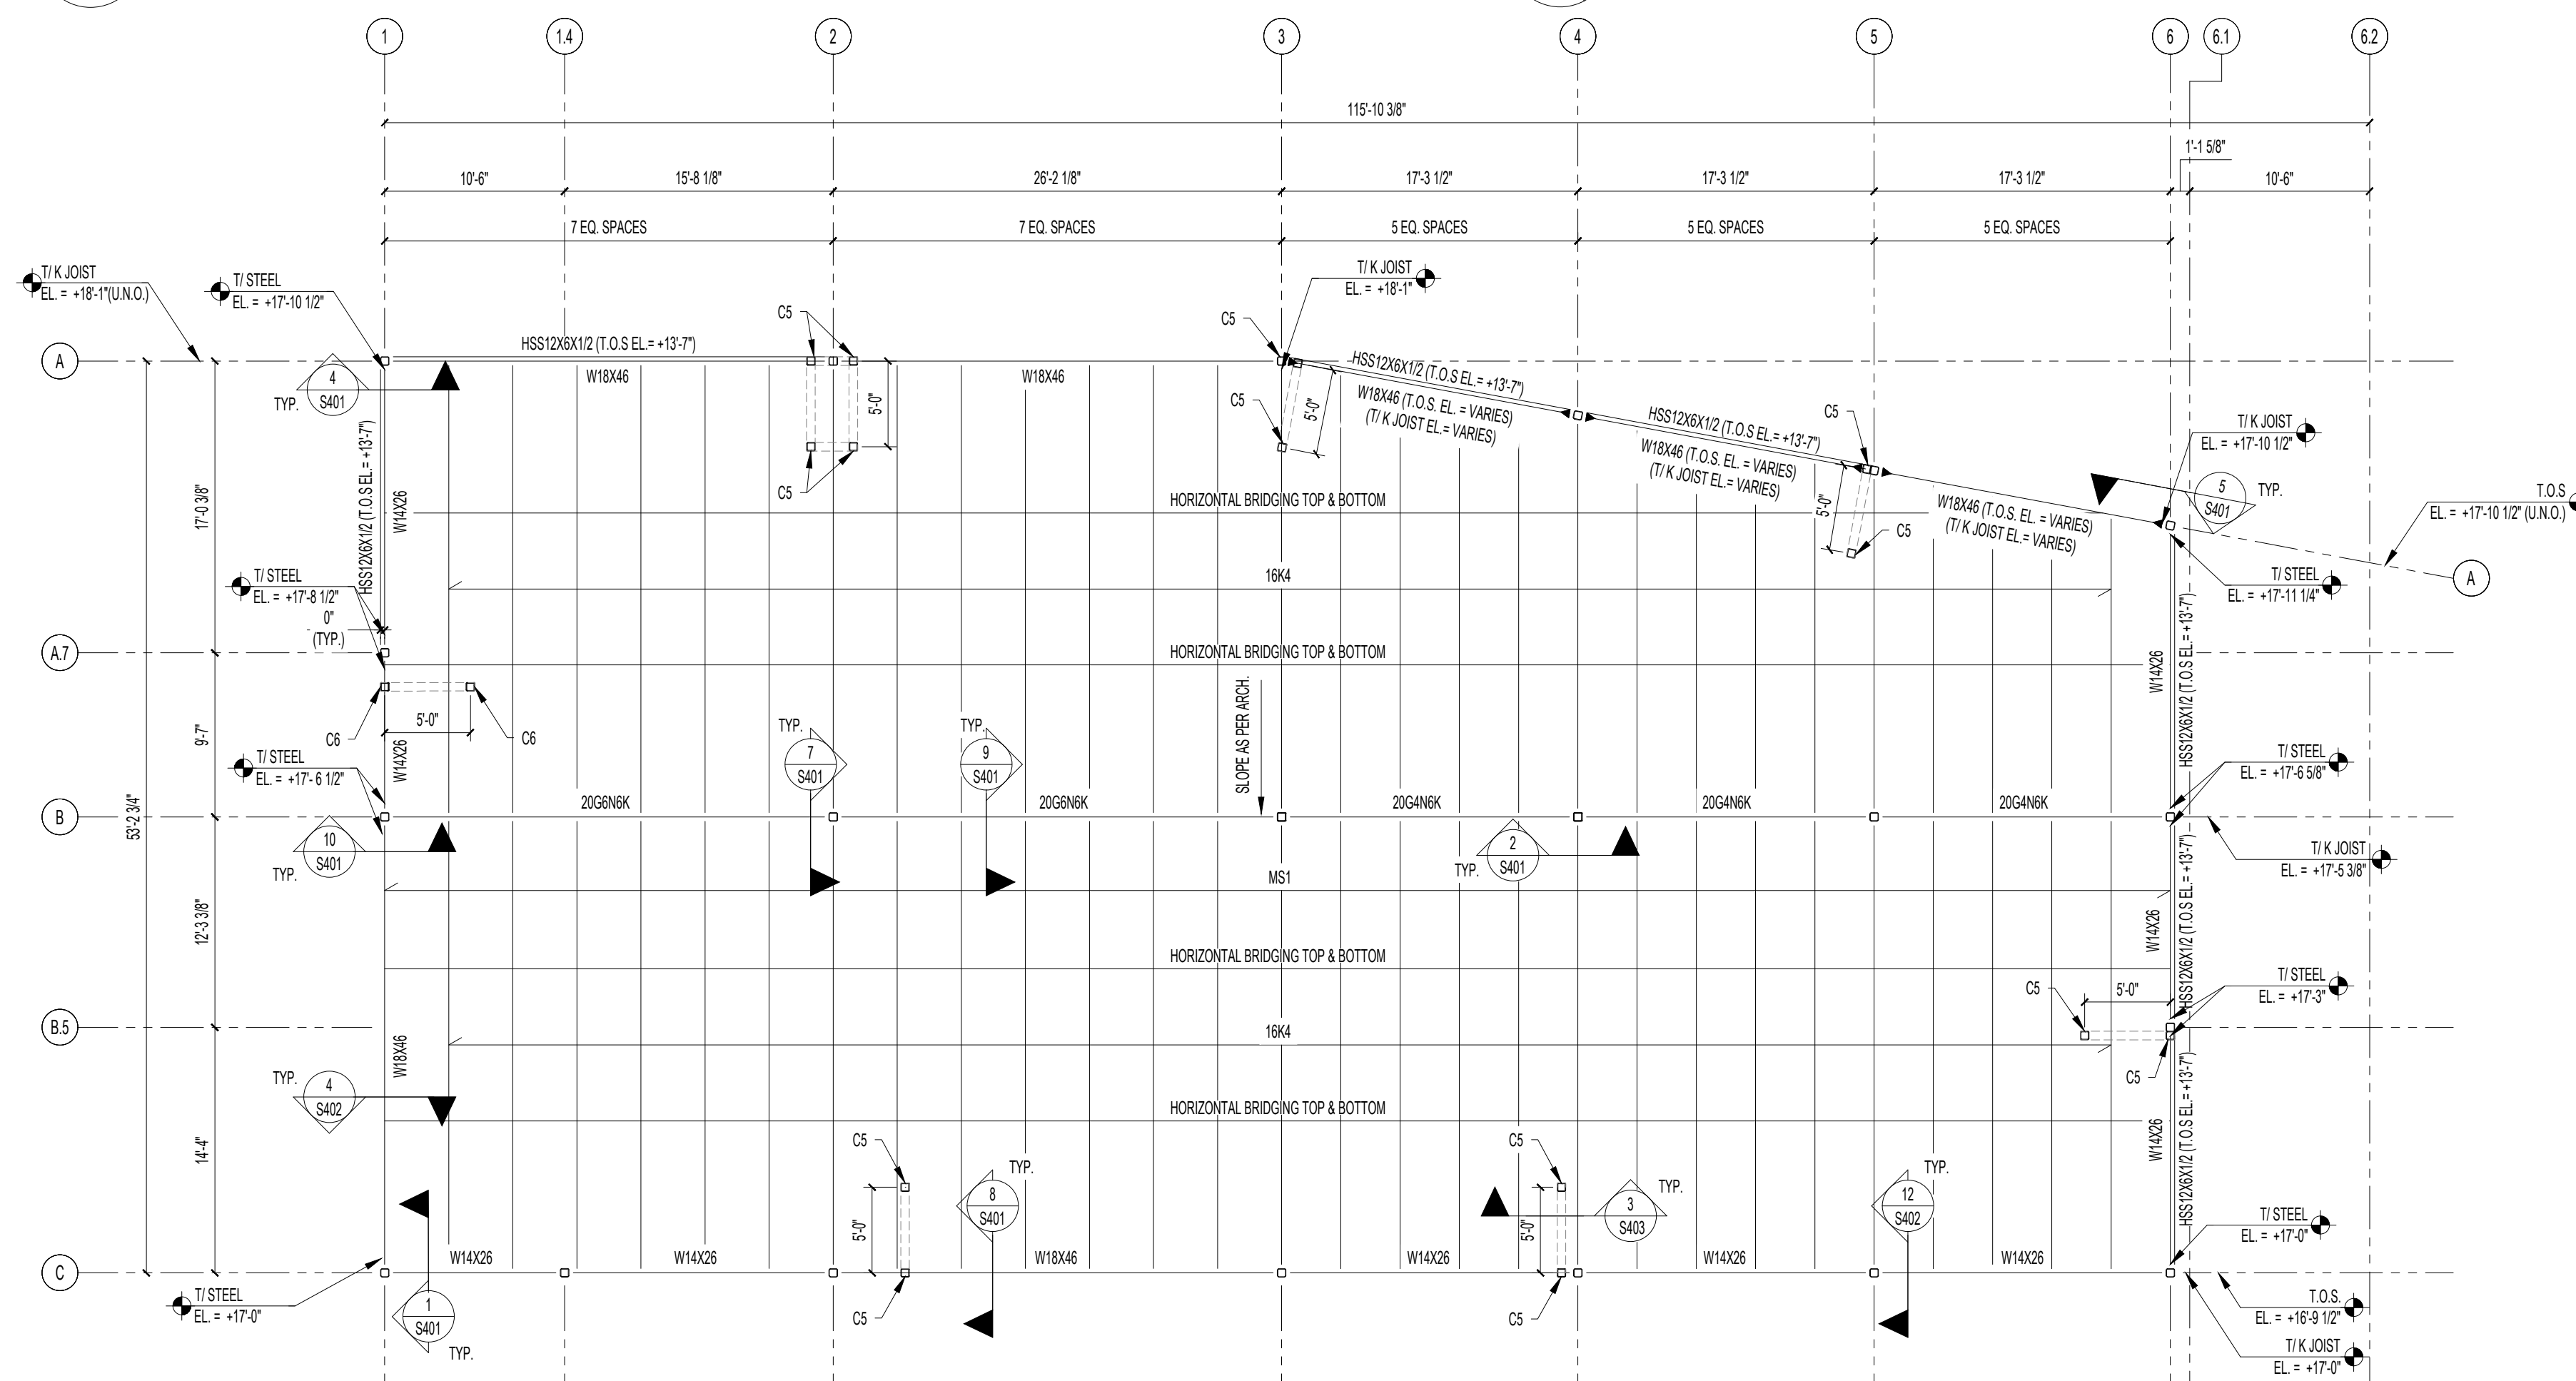 1
1.4
2
3
4
5
6
6.1
6.2
115'-10 3/8"
1'-1 5/8"
10'-6"
15'-8 1/8"
26'-2 1/8"
17'-3 1/2"
17'-3 1/2"
17'-3 1/2"
10'-6"
7 EQ. SPACES
7 EQ. SPACES
5 EQ. SPACES
5 EQ. SPACES
5 EQ. SPACES
T/ K JOIST
EL. = +18'-1"(U.N.O.)
T/ STEEL
EL. = +17'-10 1/2"
T/ K JOIST
EL. = +18'-1"
C5
C5
HSS12X6X1/2 (T.O.S EL.= +13'-7")
A
W18X46
W18X46
HSS12X6X1/2 (T.O.S EL.= +13'-7")
W18X46 (T.O.S. EL. = VARIES)
(T/ K JOIST EL.= VARIES)
4
S401
TYP.
5'-0"
C5
5'-0"
C5
HSS12X6X1/2 (T.O.S EL.= +13'-7")
W18X46 (T.O.S. EL. = VARIES)
(T/ K JOIST EL.= VARIES)
C5
T/ K JOIST
EL. = +17'-10 1/2"
5
S401
TYP.
T.O.S
EL. = +17'-10 1/2" (U.N.O.)
17'-0 3/8"
HSS12X6X1/2 (T.O.S EL.= +13'-7")
W14X26
HORIZONTAL BRIDGING TOP & BOTTOM
5'-0"
C5
W18X46 (T.O.S. EL. = VARIES)
(T/ K JOIST EL.= VARIES)
T/ STEEL
EL. = +17'-8 1/2"
0"
(TYP.)
16K4
T/ STEEL
EL. = +17'-11 1/4"
A
A.7
HORIZONTAL BRIDGING TOP & BOTTOM
W14X26
HSS12X6X1/2 (T.O.S EL.= +13'-7")
9'-7"
5'-0"
C6
C6
W14X26
TYP.
7
S401
TYP.
9
S401
SLOPE AS PER ARCH.
T/ STEEL
EL. = +17'- 6 1/2"
T/ STEEL
EL. = +17'-6 5/8"
53'-2 3/4"
B
20G6N6K
20G6N6K
20G4N6K
20G4N6K
20G4N6K
10
S401
TYP.
2
S401
TYP.
T/ K JOIST
EL. = +17'-5 3/8"
MS1
12'-3 3/8"
W14X26
HSS12X6X1/2 (T.O.S EL.= +13'-7")
HORIZONTAL BRIDGING TOP & BOTTOM
C5
5'-0"
T/ STEEL
EL. = +17'-3"
B.5
16K4
W18X46
C5
TYP.
4
S402
HORIZONTAL BRIDGING TOP & BOTTOM
14'-4"
W14X26
HSS12X6X1/2 (T.O.S EL.= +13'-7")
C5
5'-0"
TYP.
8
S401
C5
5'-0"
TYP.
3
S403
TYP.
12
S402
T/ STEEL
EL. = +17'-0"
C
W14X26
W14X26
W18X46
W14X26
W14X26
W14X26
T/ STEEL
EL. = +17'-0"
1
S401
TYP.
C5
C5
T.O.S.
EL. = +16'-9 1/2"
T/ K JOIST
EL. = +17'-0"